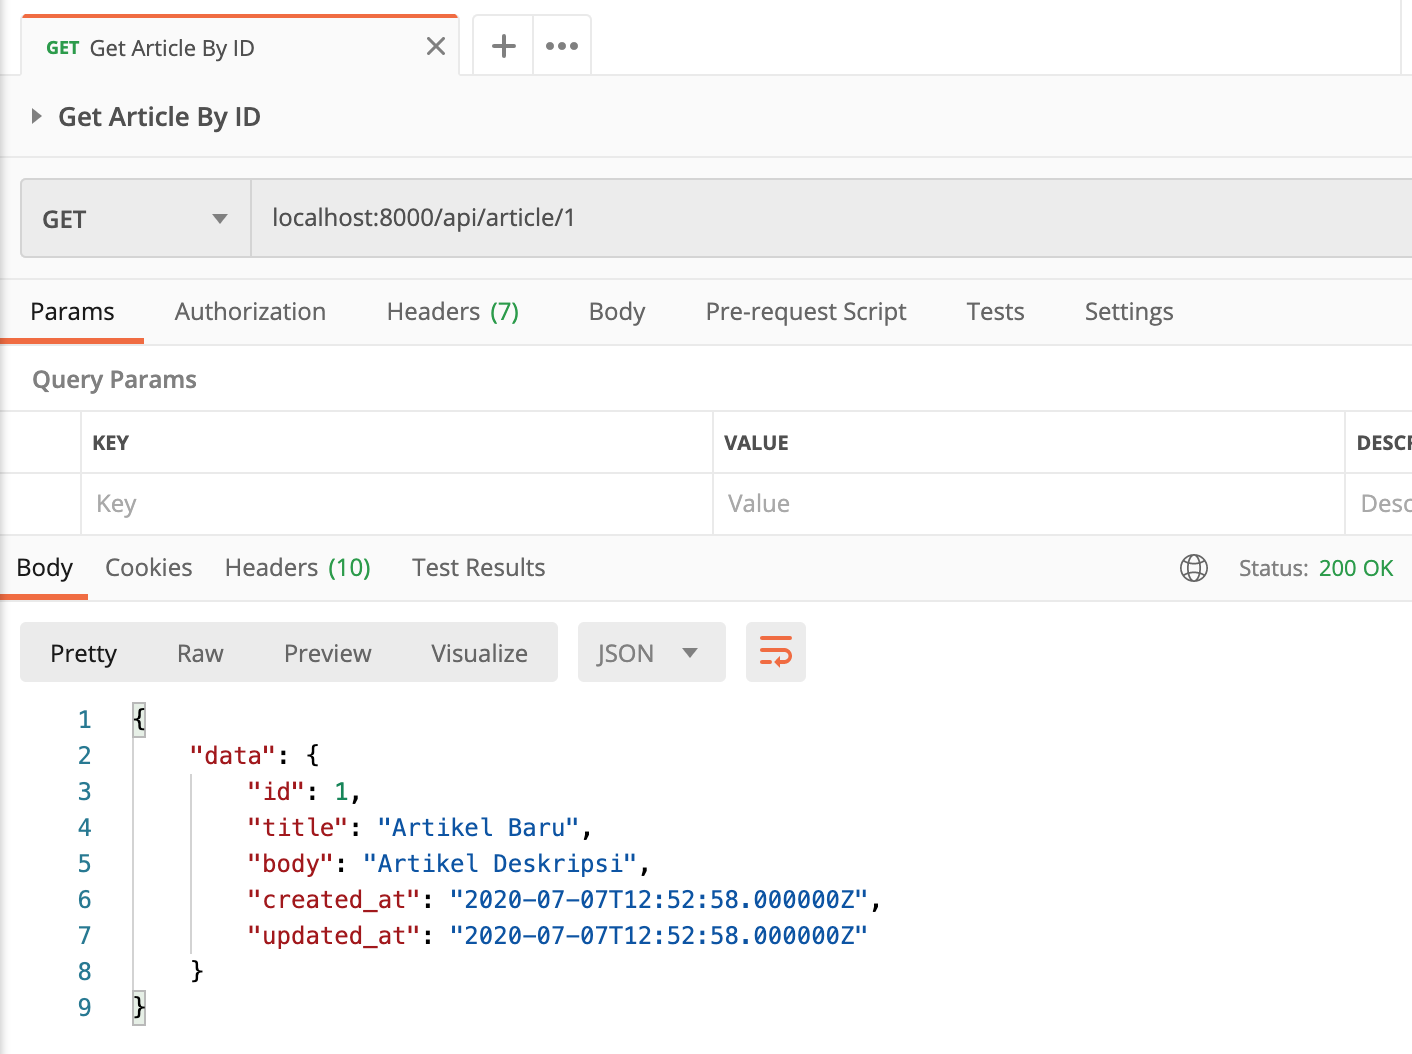 GET Get Article By ID
Get Article By ID
GET localhost:8000/api/article/1
Params Authorization Headers (7) Body Pre-request Script Tests Settings
Query Params
KEY VALUE DESCR
Key Value Desc
Body Cookies Headers (10) Test Results Status: 200 OK
Pretty Raw Preview Visualize JSON
1 {
2 "data": {
3 "id": 1,
4 "title": "Artikel Baru",
5 "body": "Artikel Deskripsi",
6 "created_at": "2020-07-07T12:52:58.000000Z",
7 "updated_at": "2020-07-07T12:52:58.000000Z"
8 }
9 }